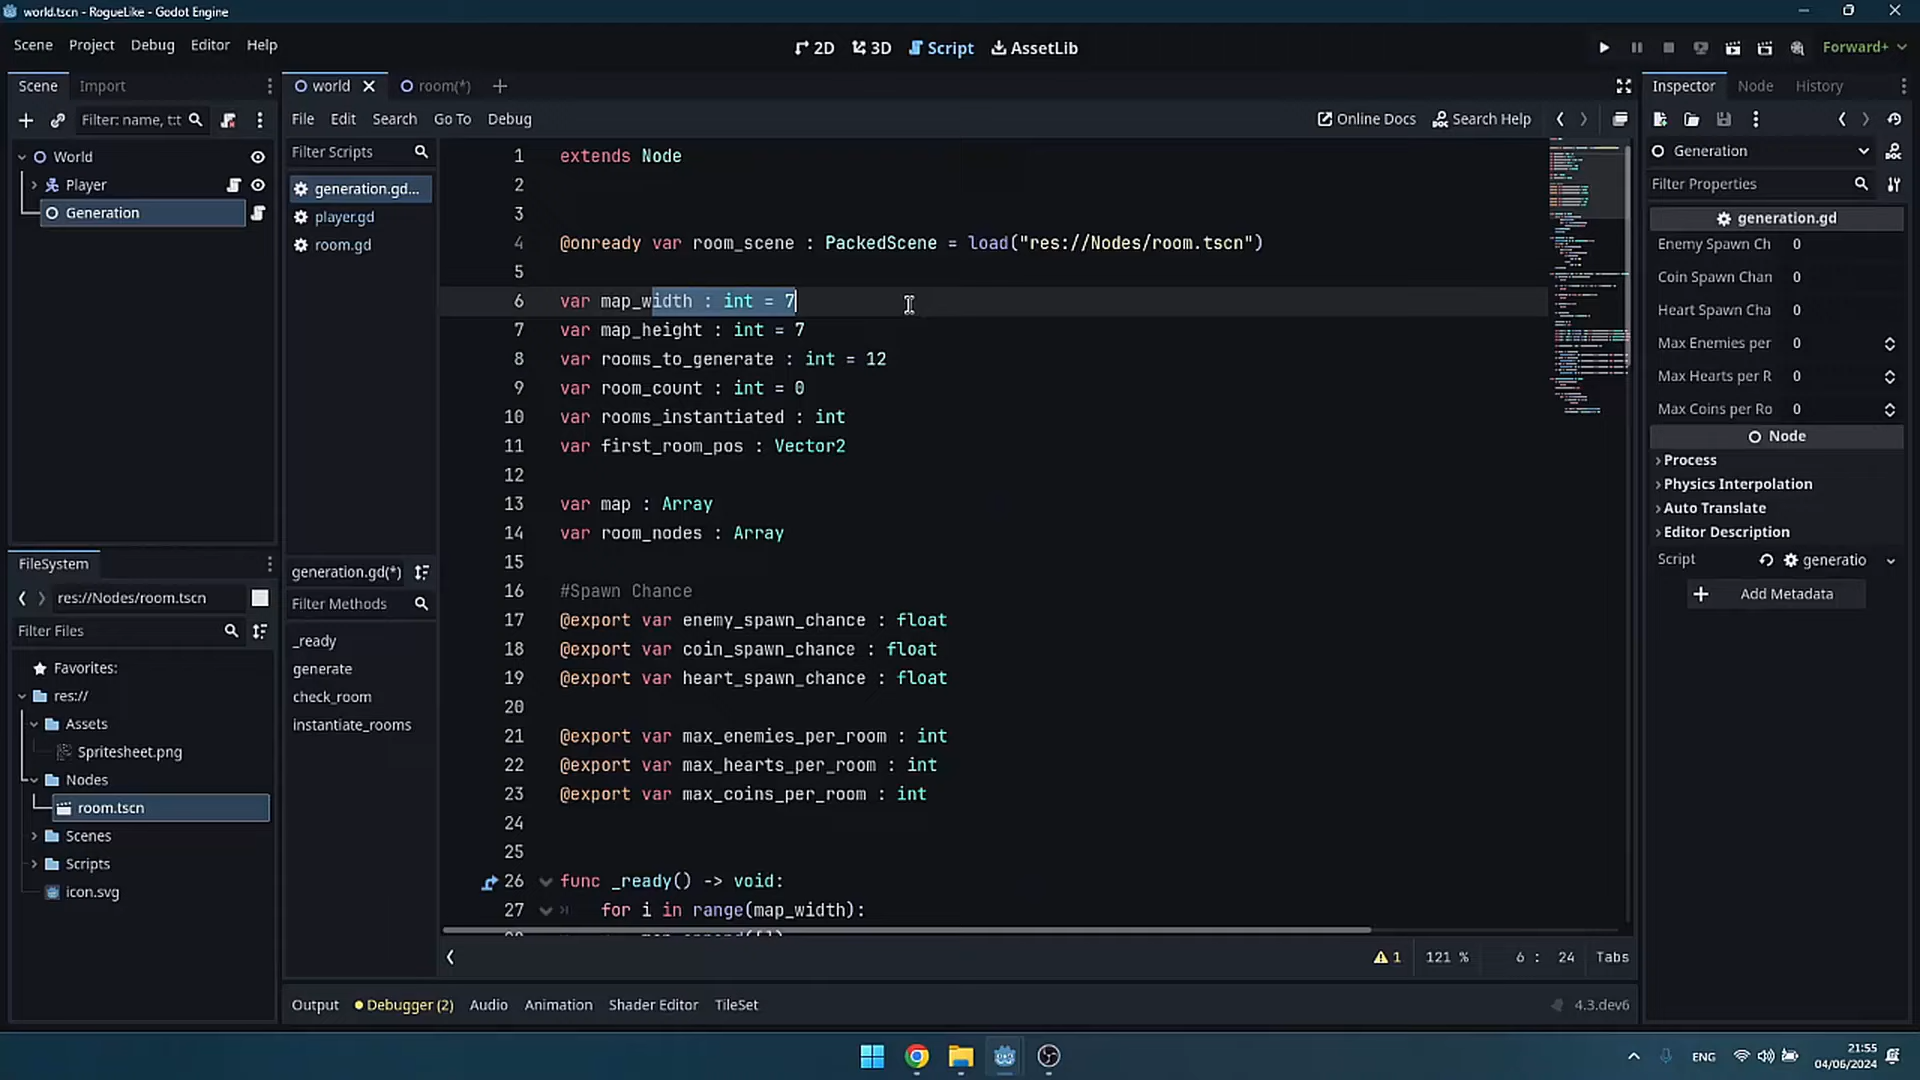 world.tscn - RogueLike - Godot Engine
Scene Project Debug Editor Help
2D 3D Script AssetLib
Forward+
Scene Import
world room(*)
Inspector Node History
Filter: name, t:t
File Edit Search Go To Debug
Online Docs Search Help
World
Player
Generation
Filter Scripts
generation.gd...
player.gd
room.gd
1 extends Node
2
3
4 @onready var room_scene : PackedScene = load("res://Nodes/room.tscn")
5
6 var map_width : int = 7
7 var map_height : int = 7
8 var rooms_to_generate : int = 12
9 var room_count : int = 0
10 var rooms_instantiated : int
11 var first_room_pos : Vector2
12
13 var map : Array
14 var room_nodes : Array
15
16 #Spawn Chance
17 @export var enemy_spawn_chance : float
18 @export var coin_spawn_chance : float
19 @export var heart_spawn_chance : float
20
21 @export var max_enemies_per_room : int
22 @export var max_hearts_per_room : int
23 @export var max_coins_per_room : int
24
25
26 func _ready() -> void:
27 for i in range(map_width):
Generation
Filter Properties
generation.gd
Enemy Spawn Ch 0
Coin Spawn Chan 0
Heart Spawn Cha 0
Max Enemies per 0
Max Hearts per R 0
Max Coins per Ro 0
Node
Process
Physics Interpolation
Auto Translate
Editor Description
Script generatio
Add Metadata
FileSystem
res://Nodes/room.tscn
Filter Files
Favorites:
res://
Assets
Spritesheet.png
Nodes
room.tscn
Scenes
Scripts
icon.svg
generation.gd(*)
Filter Methods
_ready
generate
check_room
instantiate_rooms
1 121 % 6 : 24 Tabs
Output Debugger (2) Audio Animation Shader Editor TileSet
4.3.dev6
ENG
21:55
04/06/2024